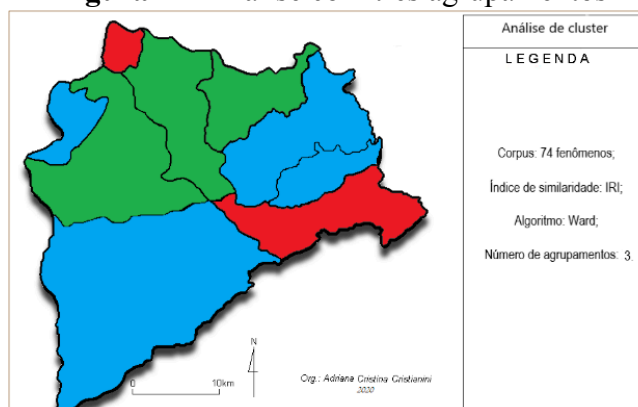 Análise de cluster
LEGENDA
Corpus: 74 fenômenos;
Índice de similaridade: IRI;
Algoritmo: Ward;
Número de agrupamentos: 3.
N
0 10km
Org.: Adriana Cristina Cristianini
2020